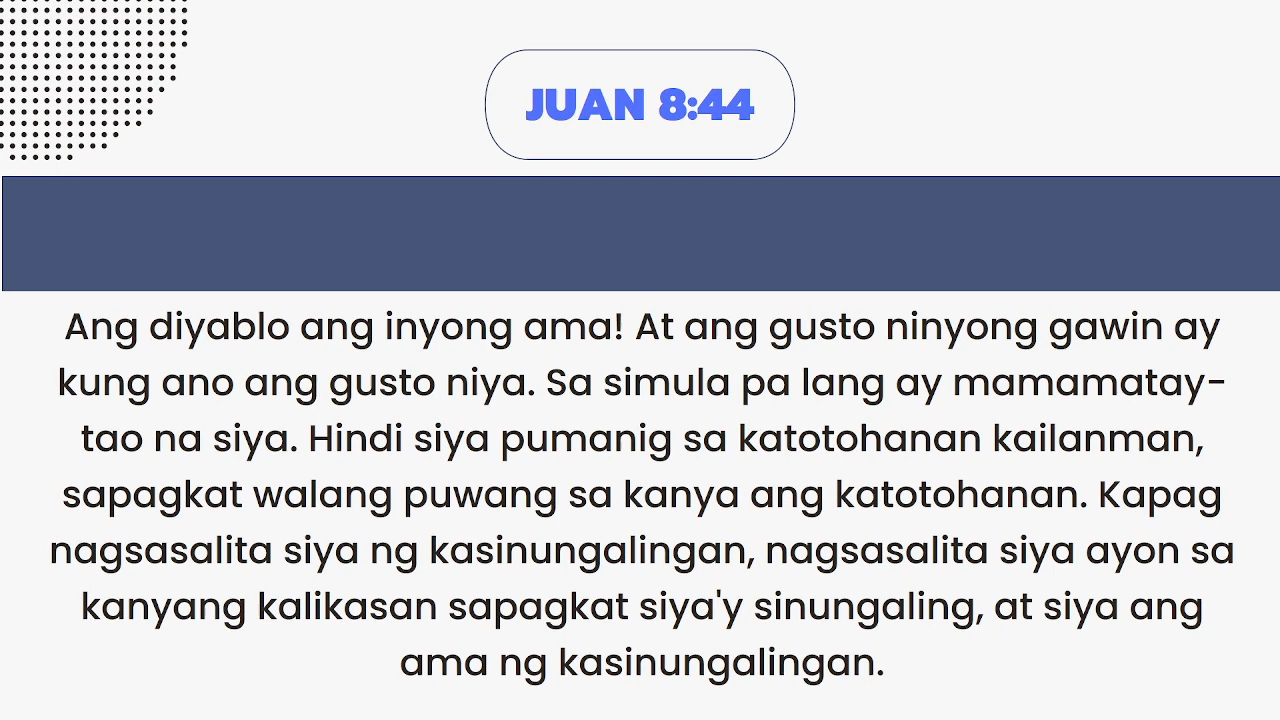 JUAN 8:44
Ang diyablo ang inyong ama! At ang gusto ninyong gawin ay
kung ano ang gusto niya. Sa simula pa lang ay mamamatay-
tao na siya. Hindi siya pumanig sa katotohanan kailanman,
sapagkat walang puwang sa kanya ang katotohanan. Kapag
nagsasalita siya ng kasinungalingan, nagsasalita siya ayon sa
kanyang kalikasan sapagkat siya'y sinungaling, at siya ang
ama ng kasinungalingan.